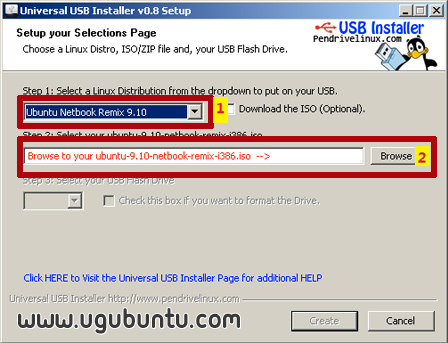 Universal USB Installer v0.8 Setup
Setup your Selections Page
Choose a Linux Distro, ISO/ZIP file and, your USB Flash Drive.
USB Installer
Pendrivelinux.com
Step 1: Select a Linux Distribution from the dropdown to put on your USB.
Ubuntu Netbook Remix 9.10
1
Download the ISO (Optional).
Step 2: Select your ubuntu-9.10-netbook-remix-i386.iso
Browse to your ubuntu-9.10-netbook-remix-i386.iso -->
Browse
2
Step 3: Select your USB Flash Drive
Check this box if you want to format the Drive.
Click HERE to Visit the Universal USB Installer Page for additional HELP
Universal USB Installer http://www.pendrivelinux.com
www.ugubuntu.com
Create
Cancel